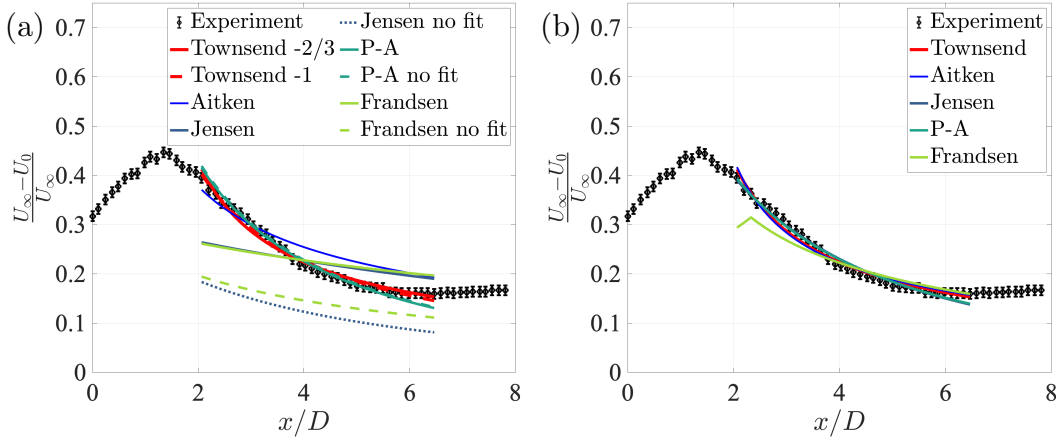 (a)
0.7
0.6
0.5
0.4
0.3
0.2
0.1
0
U∞−U0
U∞
Experiment
Townsend -2/3
Townsend -1
Aitken
Jensen
Jensen no fit
P-A
P-A no fit
Frandsen
Frandsen no fit
0 2 4 6 8
x/D
(b)
0.7
0.6
0.5
0.4
0.3
0.2
0.1
0
U∞−U0
U∞
Experiment
Townsend
Aitken
Jensen
P-A
Frandsen
0 2 4 6 8
x/D